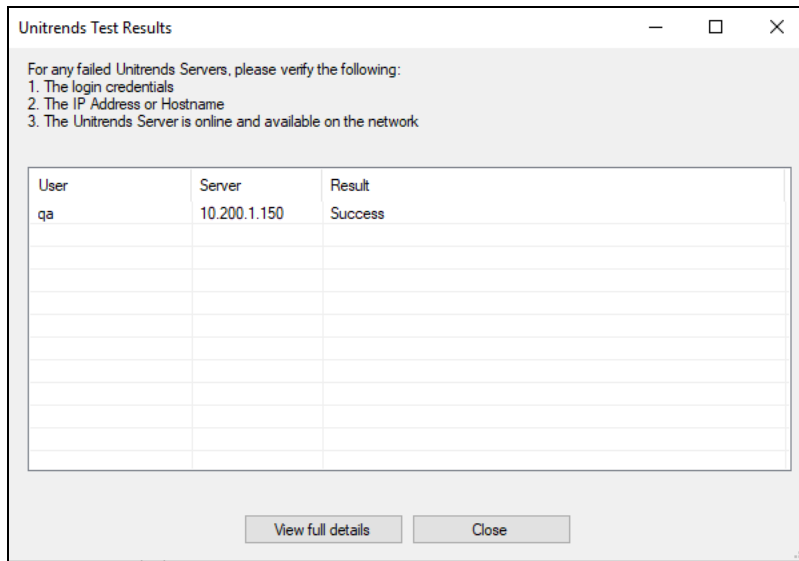 Unitrends Test Results
For any failed Unitrends Servers, please verify the following:
1. The login credentials
2. The IP Address or Hostname
3. The Unitrends Server is online and available on the network
User Server Result
qa 10.200.1.150 Success
View full details Close